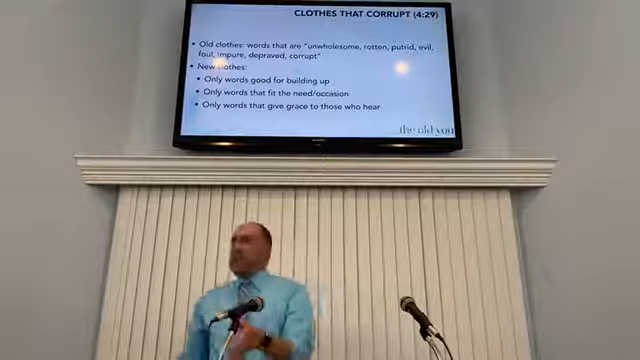 CLOTHES THAT CORRUPT (4:29)
• Old clothes: words that are "unwholesome, rotten, putrid, evil,
foul, impure, depraved, corrupt"
• New clothes:
• Only words good for building up
• Only words that fit the need/occasion
• Only words that give grace to those who hear
the old you